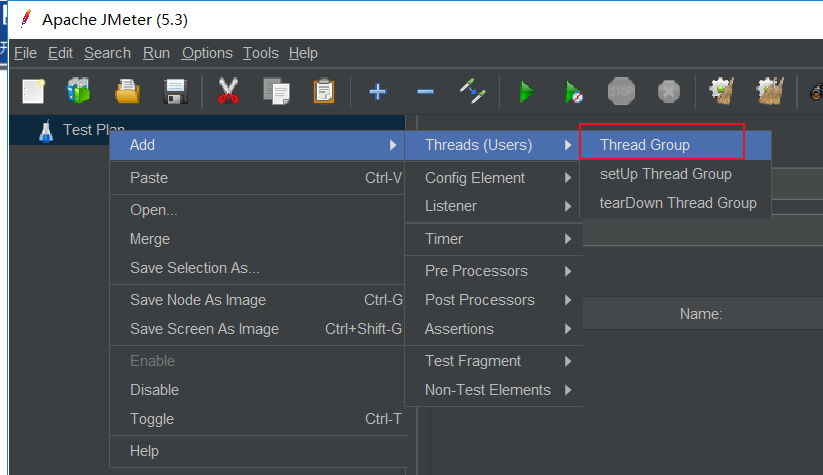 Apache JMeter (5.3)
File Edit Search Run Options Tools Help
STOP
Test Plan
Add
Paste Ctrl-V
Open...
Merge
Save Selection As...
Save Node As Image Ctrl-G
Save Screen As Image Ctrl+Shift-G
Enable
Disable
Toggle Ctrl-T
Help
Threads (Users)
Config Element
Listener
Timer
Pre Processors
Post Processors
Assertions
Test Fragment
Non-Test Elements
Thread Group
setUp Thread Group
tearDown Thread Group
Name: